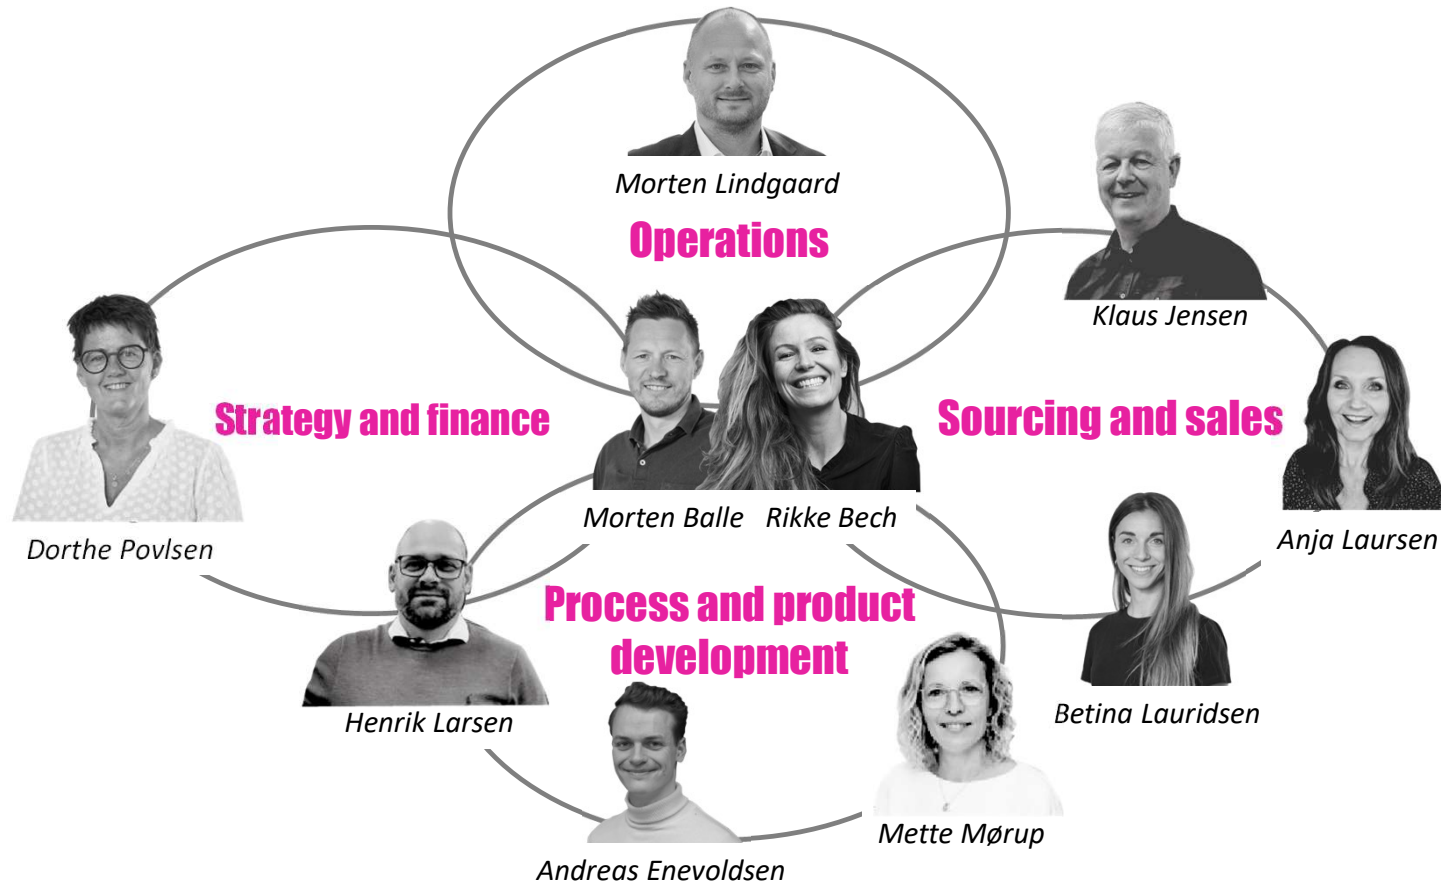 Morten Lindgaard
Operations
Klaus Jensen
Strategy and finance
Sourcing and sales
Morten Balle
Rikke Bech
Dorthe Povlsen
Anja Laursen
Process and product
development
Henrik Larsen
Betina Lauridsen
Mette Mørup
Andreas Enevoldsen